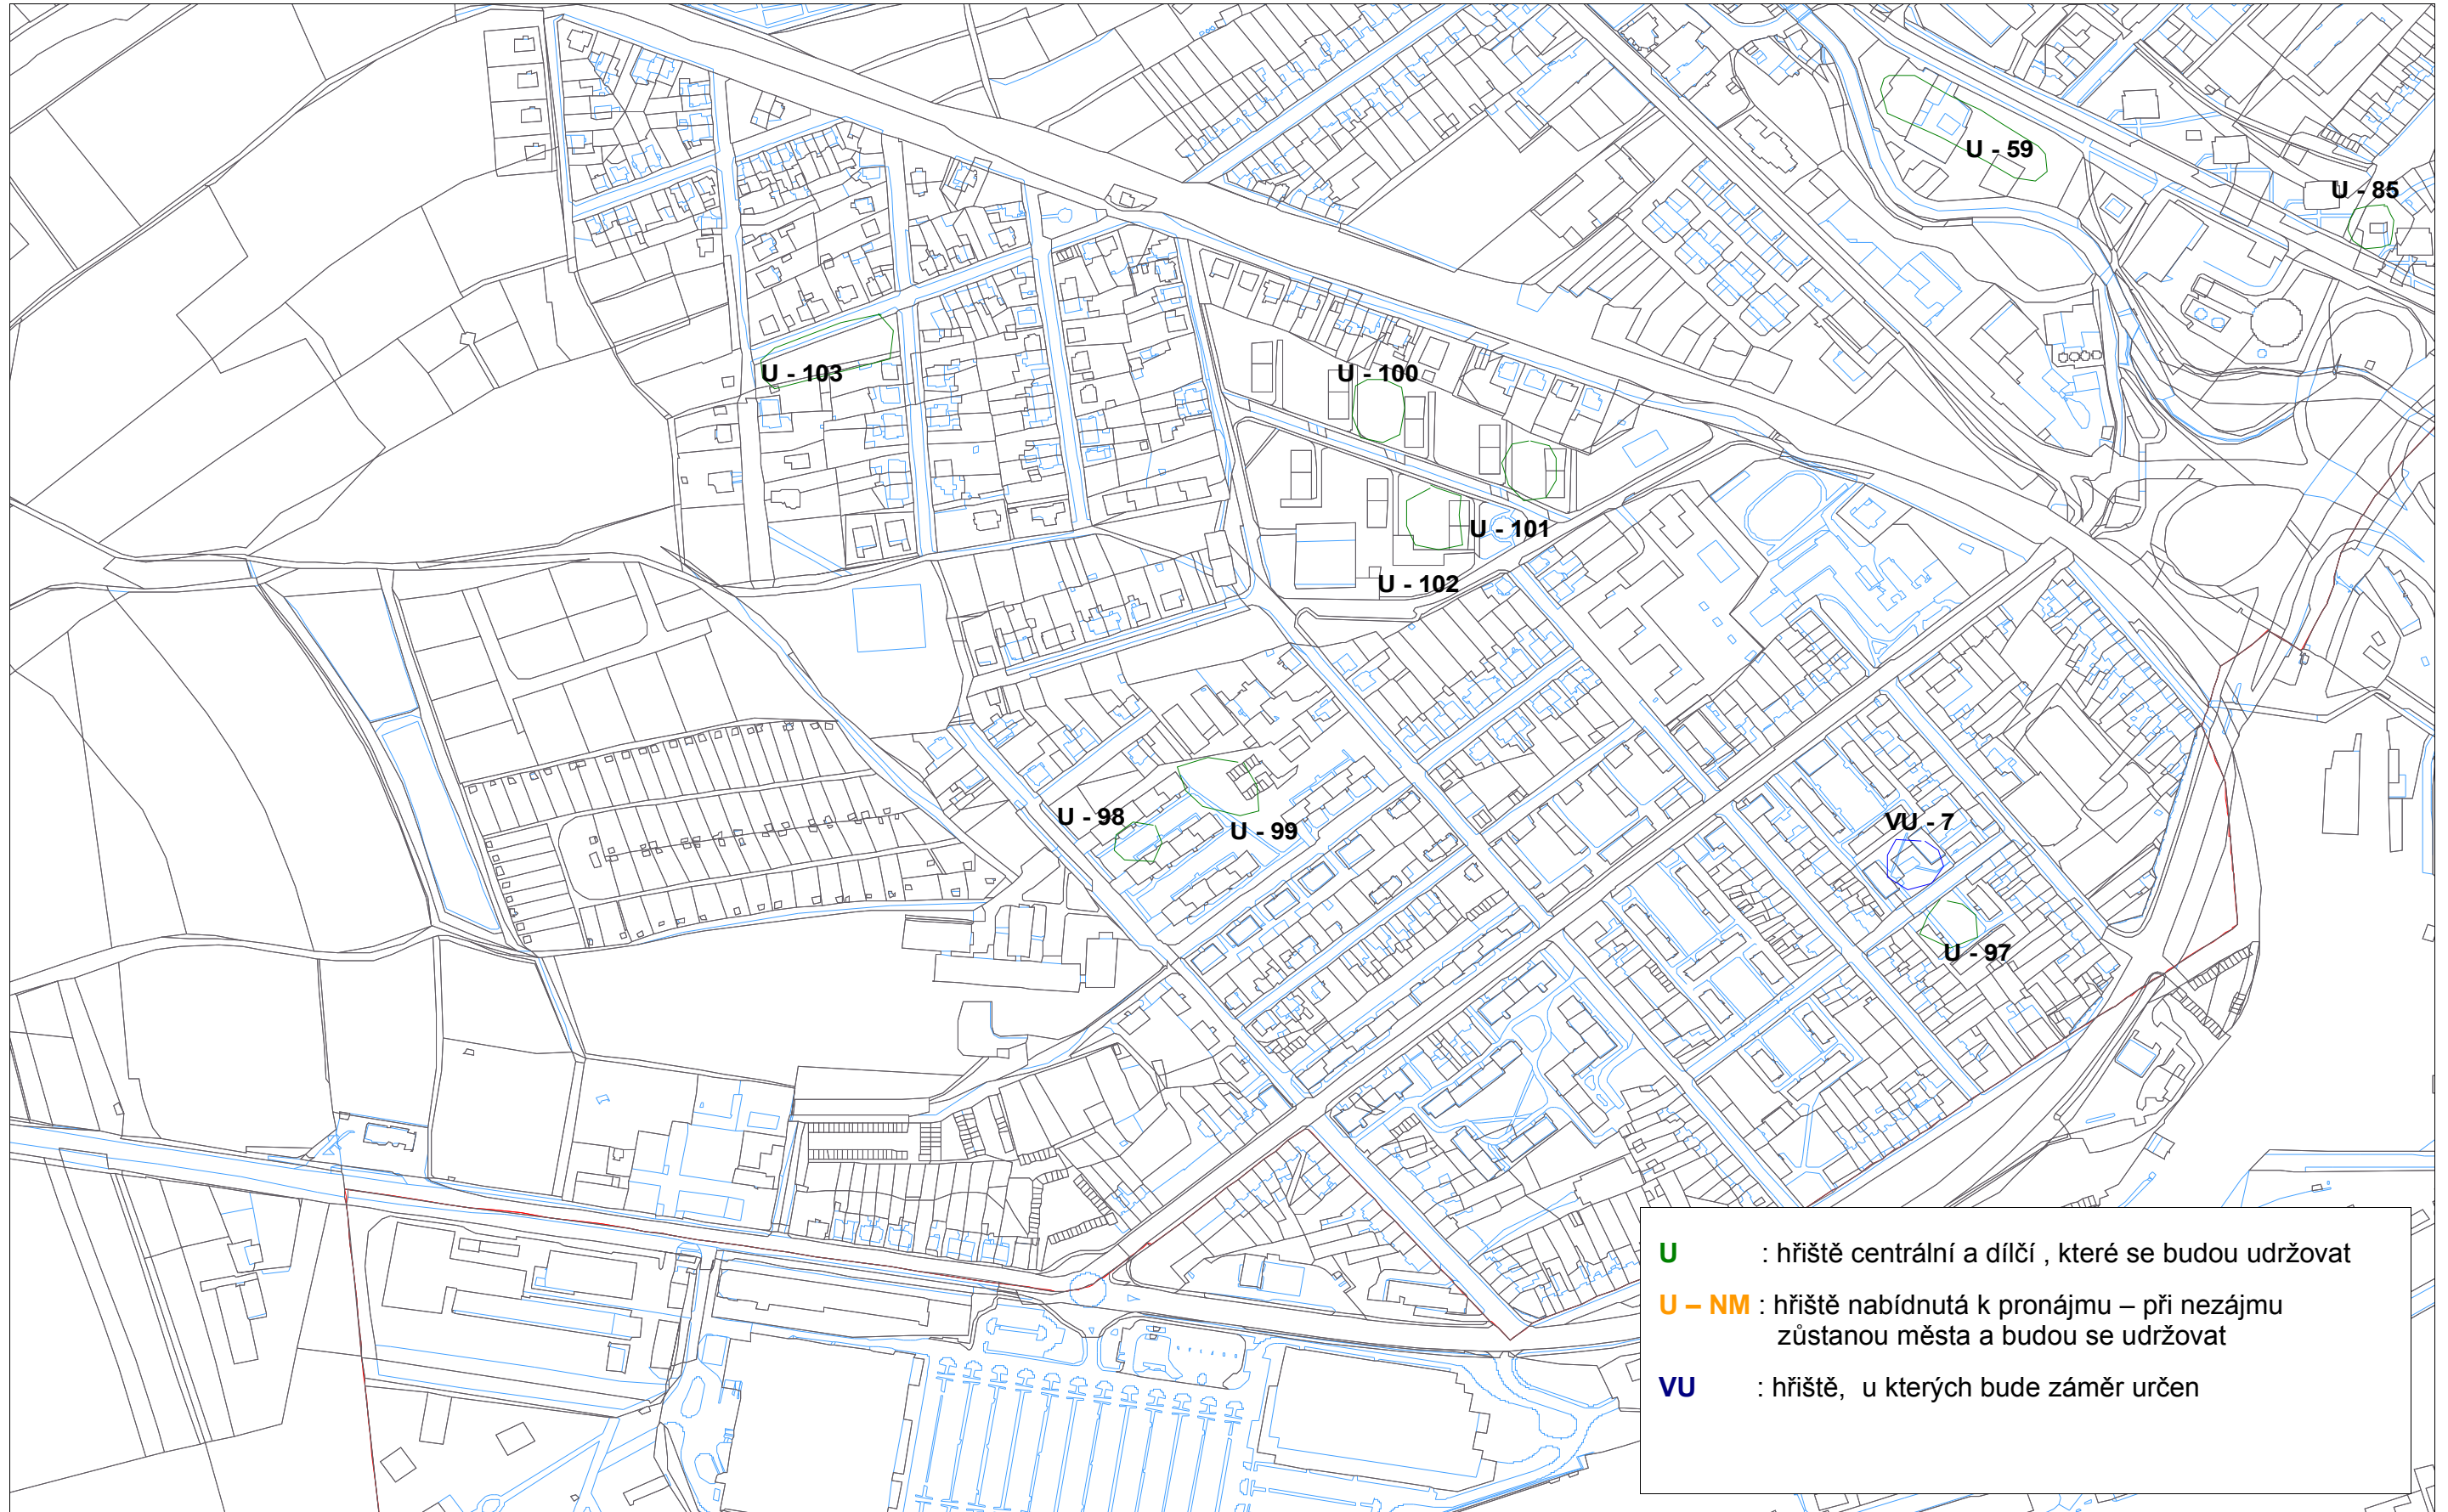 U - 59
U - 85
U - 103
U - 100
U - 101
U - 102
U - 98
U - 99
VU - 7
U - 97
U : hřiště centrální a dílčí , které se budou udržovat
U – NM : hřiště nabídnutá k pronájmu – při nezájmu
zůstanou města a budou se udržovat
VU : hřiště, u kterých bude záměr určen